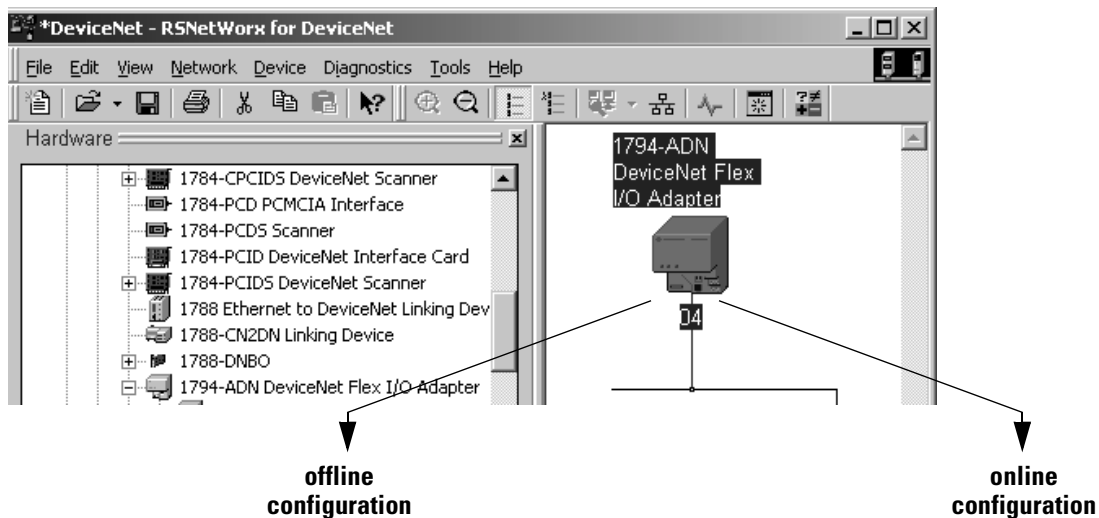 *DeviceNet - RSNetWorx for DeviceNet
File Edit View Network Device Diagnostics Tools Help
Hardware
1784-CPCIDS DeviceNet Scanner
1784-PCD PCMCIA Interface
1784-PCDS Scanner
1784-PCID DeviceNet Interface Card
1784-PCIDS DeviceNet Scanner
1788 Ethernet to DeviceNet Linking Dev
1788-CN2DN Linking Device
1788-DNBO
1794-ADN DeviceNet Flex I/O Adapter
1794-ADN
DeviceNet Flex
I/O Adapter
04
offline
configuration
online
configuration